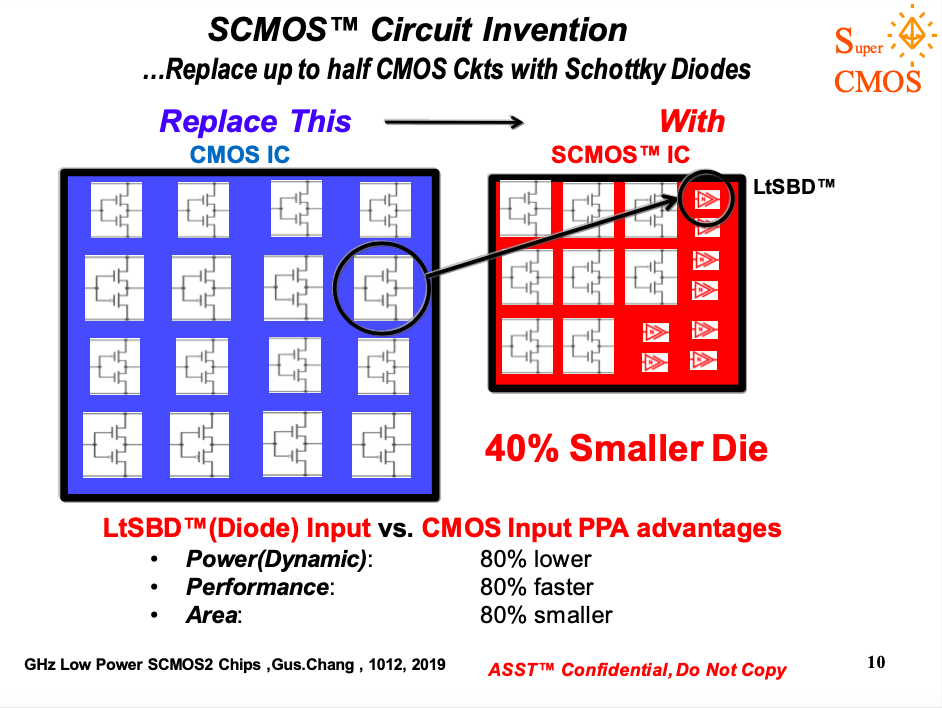 SCMOS™ Circuit Invention
...Replace up to half CMOS Ckts with Schottky Diodes
Super
CMOS
Replace This
With
CMOS IC
SCMOS™ IC
LtSBD™
40% Smaller Die
LtSBD™(Diode) Input vs. CMOS Input PPA advantages
• Power(Dynamic): 80% lower
• Performance: 80% faster
• Area: 80% smaller
GHz Low Power SCMOS2 Chips ,Gus.Chang , 1012, 2019
ASST™ Confidential, Do Not Copy
10